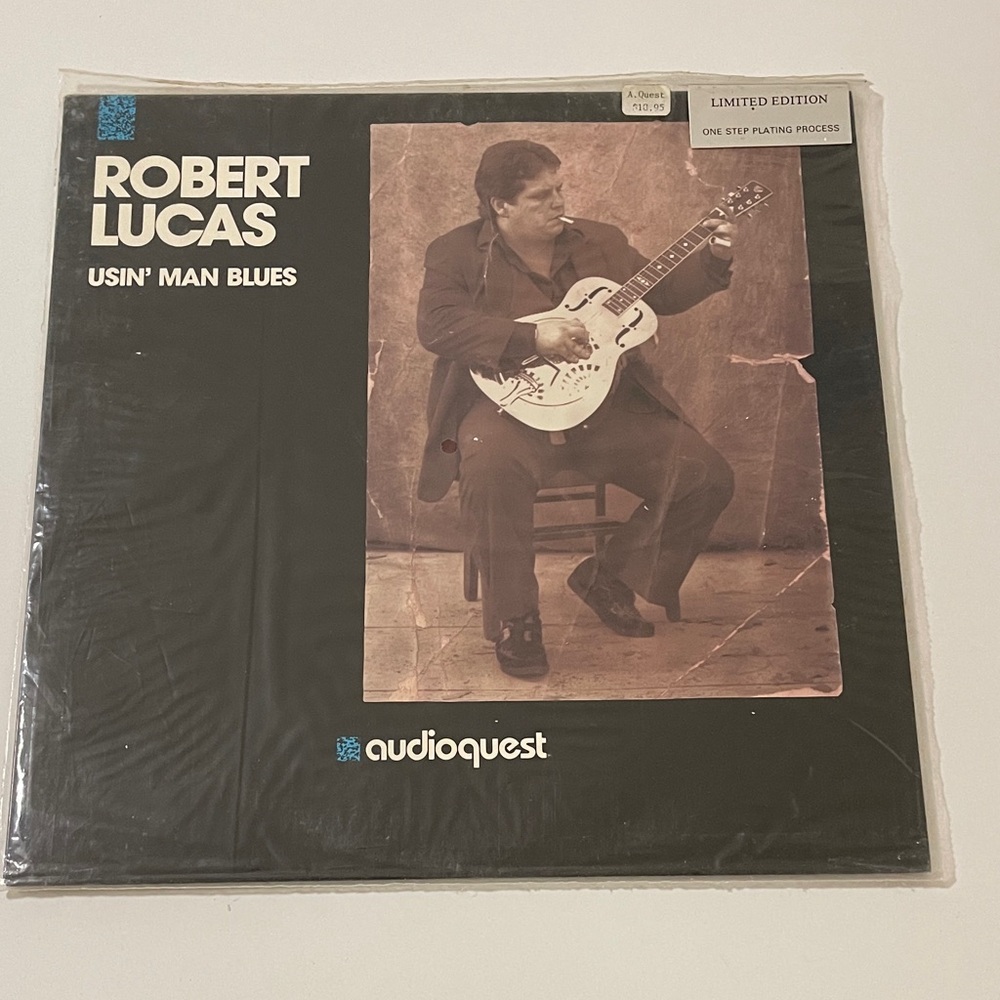 ROBERT
LUCAS
USIN' MAN BLUES
A.Quest
$10.95
LIMITED EDITION
ONE STEP PLATING PROCESS
audioquest